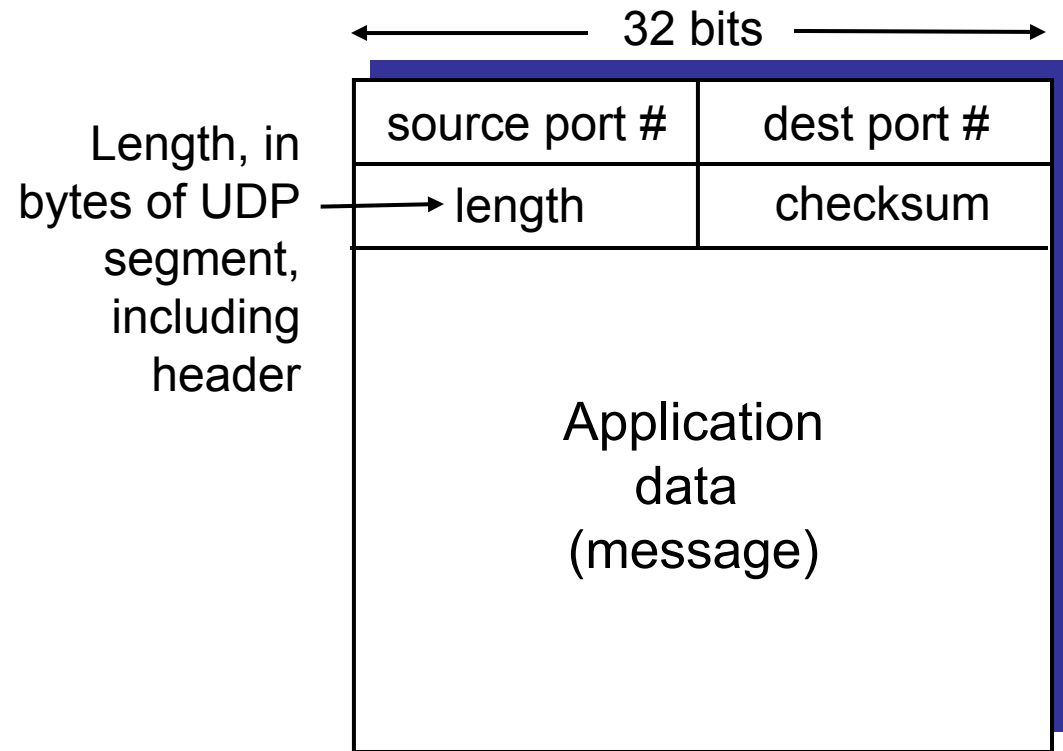 32 bits
source port #
dest port #
Length, in
bytes of UDP
segment,
including
header
length
checksum
Application
data
(message)